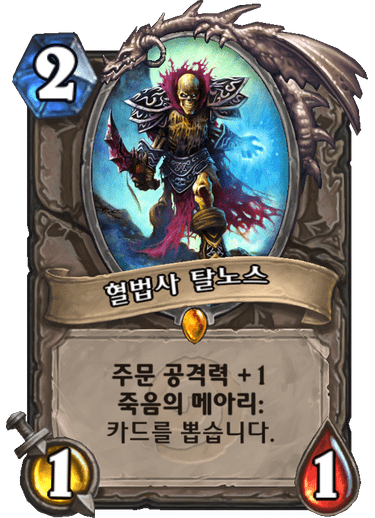 2
혈법사 탈노스
주문 공격력 +1
죽음의 메아리:
카드를 뽑습니다.
1
1